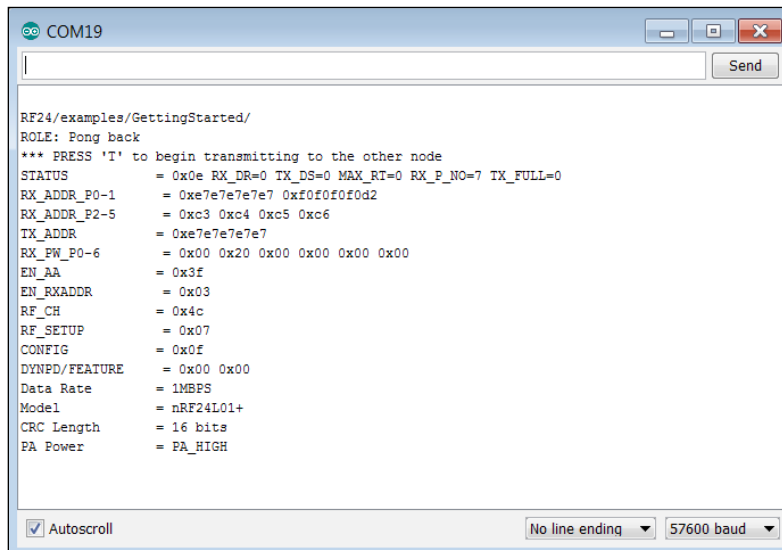 COM19
Send
RF24/examples/GettingStarted/
ROLE: Pong back
*** PRESS 'T' to begin transmitting to the other node
STATUS = 0x0e RX_DR=0 TX_DS=0 MAX_RT=0 RX_P_NO=7 TX_FULL=0
RX_ADDR_P0-1 = 0xe7e7e7e7e7 0xf0f0f0f0d2
RX_ADDR_P2-5 = 0xc3 0xc4 0xc5 0xc6
TX_ADDR = 0xe7e7e7e7e7
RX_PW_P0-6 = 0x00 0x20 0x00 0x00 0x00 0x00
EN_AA = 0x3f
EN_RXADDR = 0x03
RF_CH = 0x4c
RF_SETUP = 0x07
CONFIG = 0x0f
DYNPD/FEATURE = 0x00 0x00
Data Rate = 1MBPS
Model = nRF24L01+
CRC Length = 16 bits
PA Power = PA_HIGH
Autoscroll No line ending 57600 baud